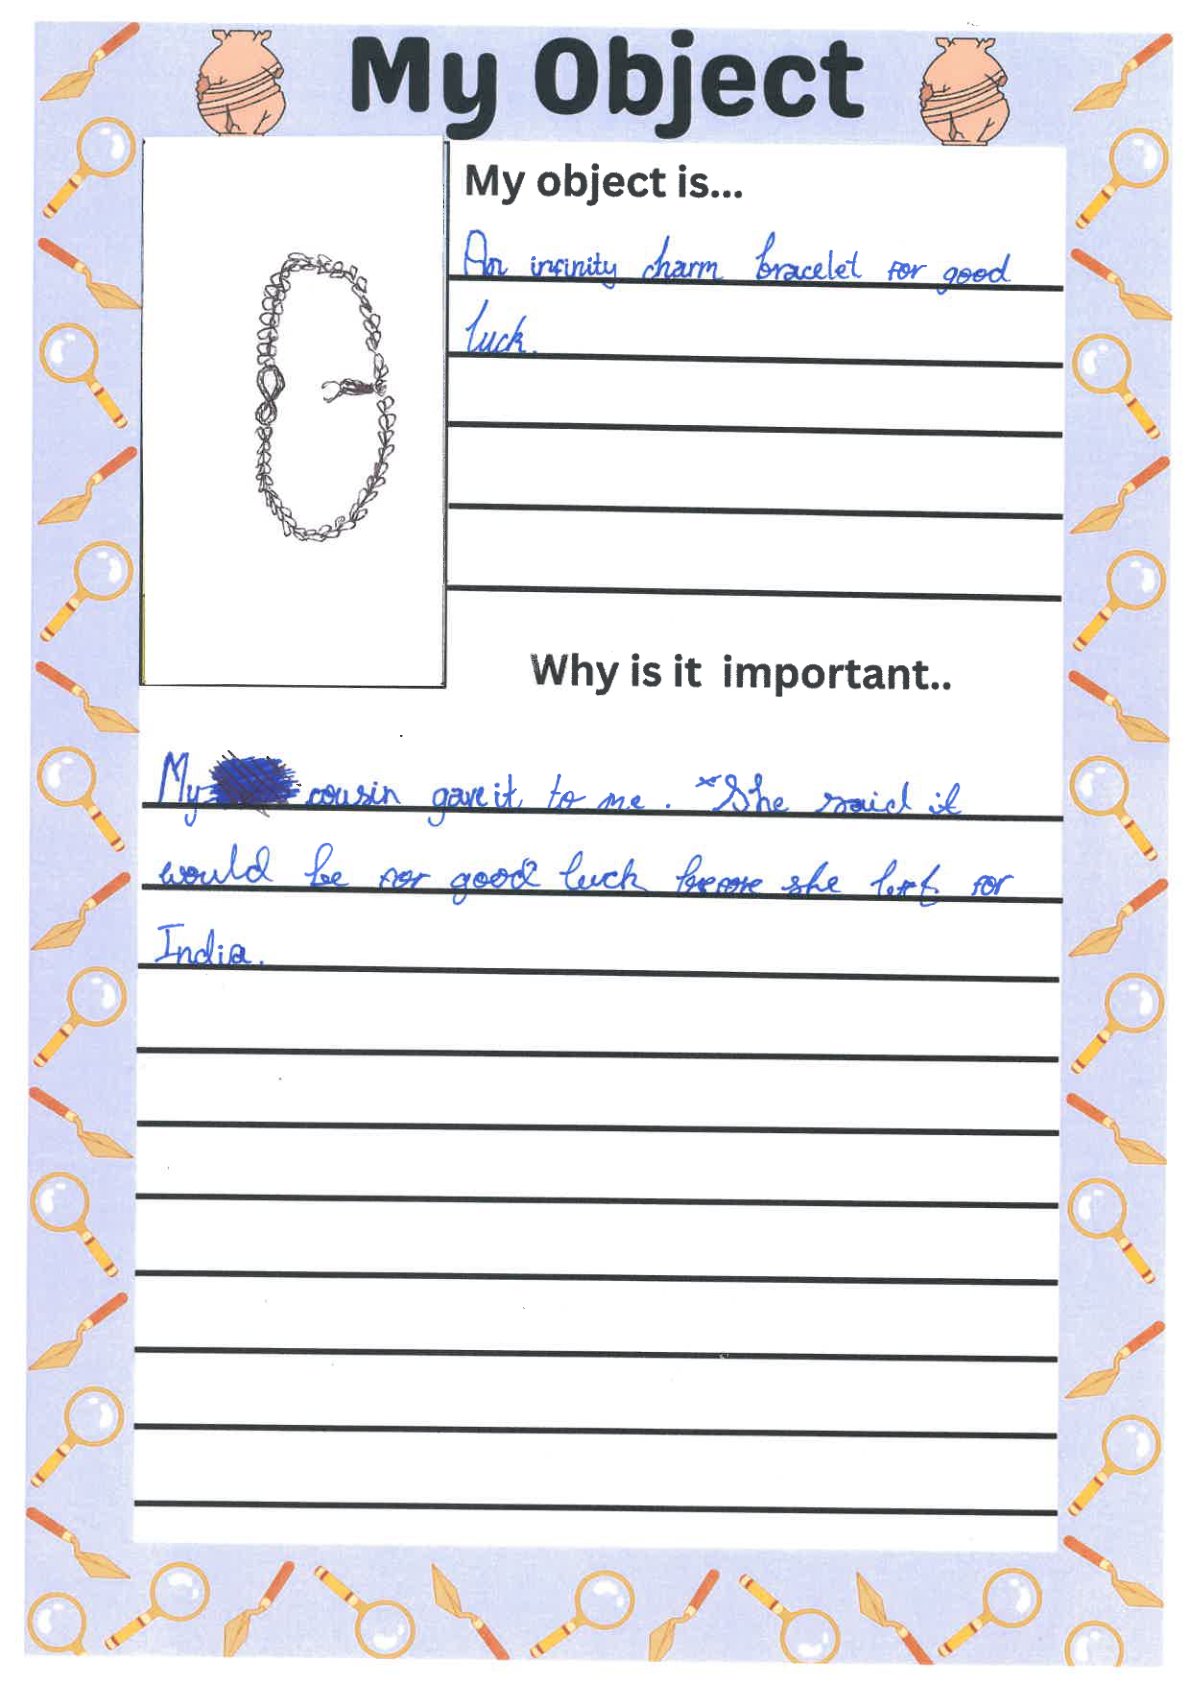 My Object
My object is...
An infinity charm bracelet for good
luck.
Why is it important..
My cousin gave it to me. *She said it
would be for good luck before she left for
India.